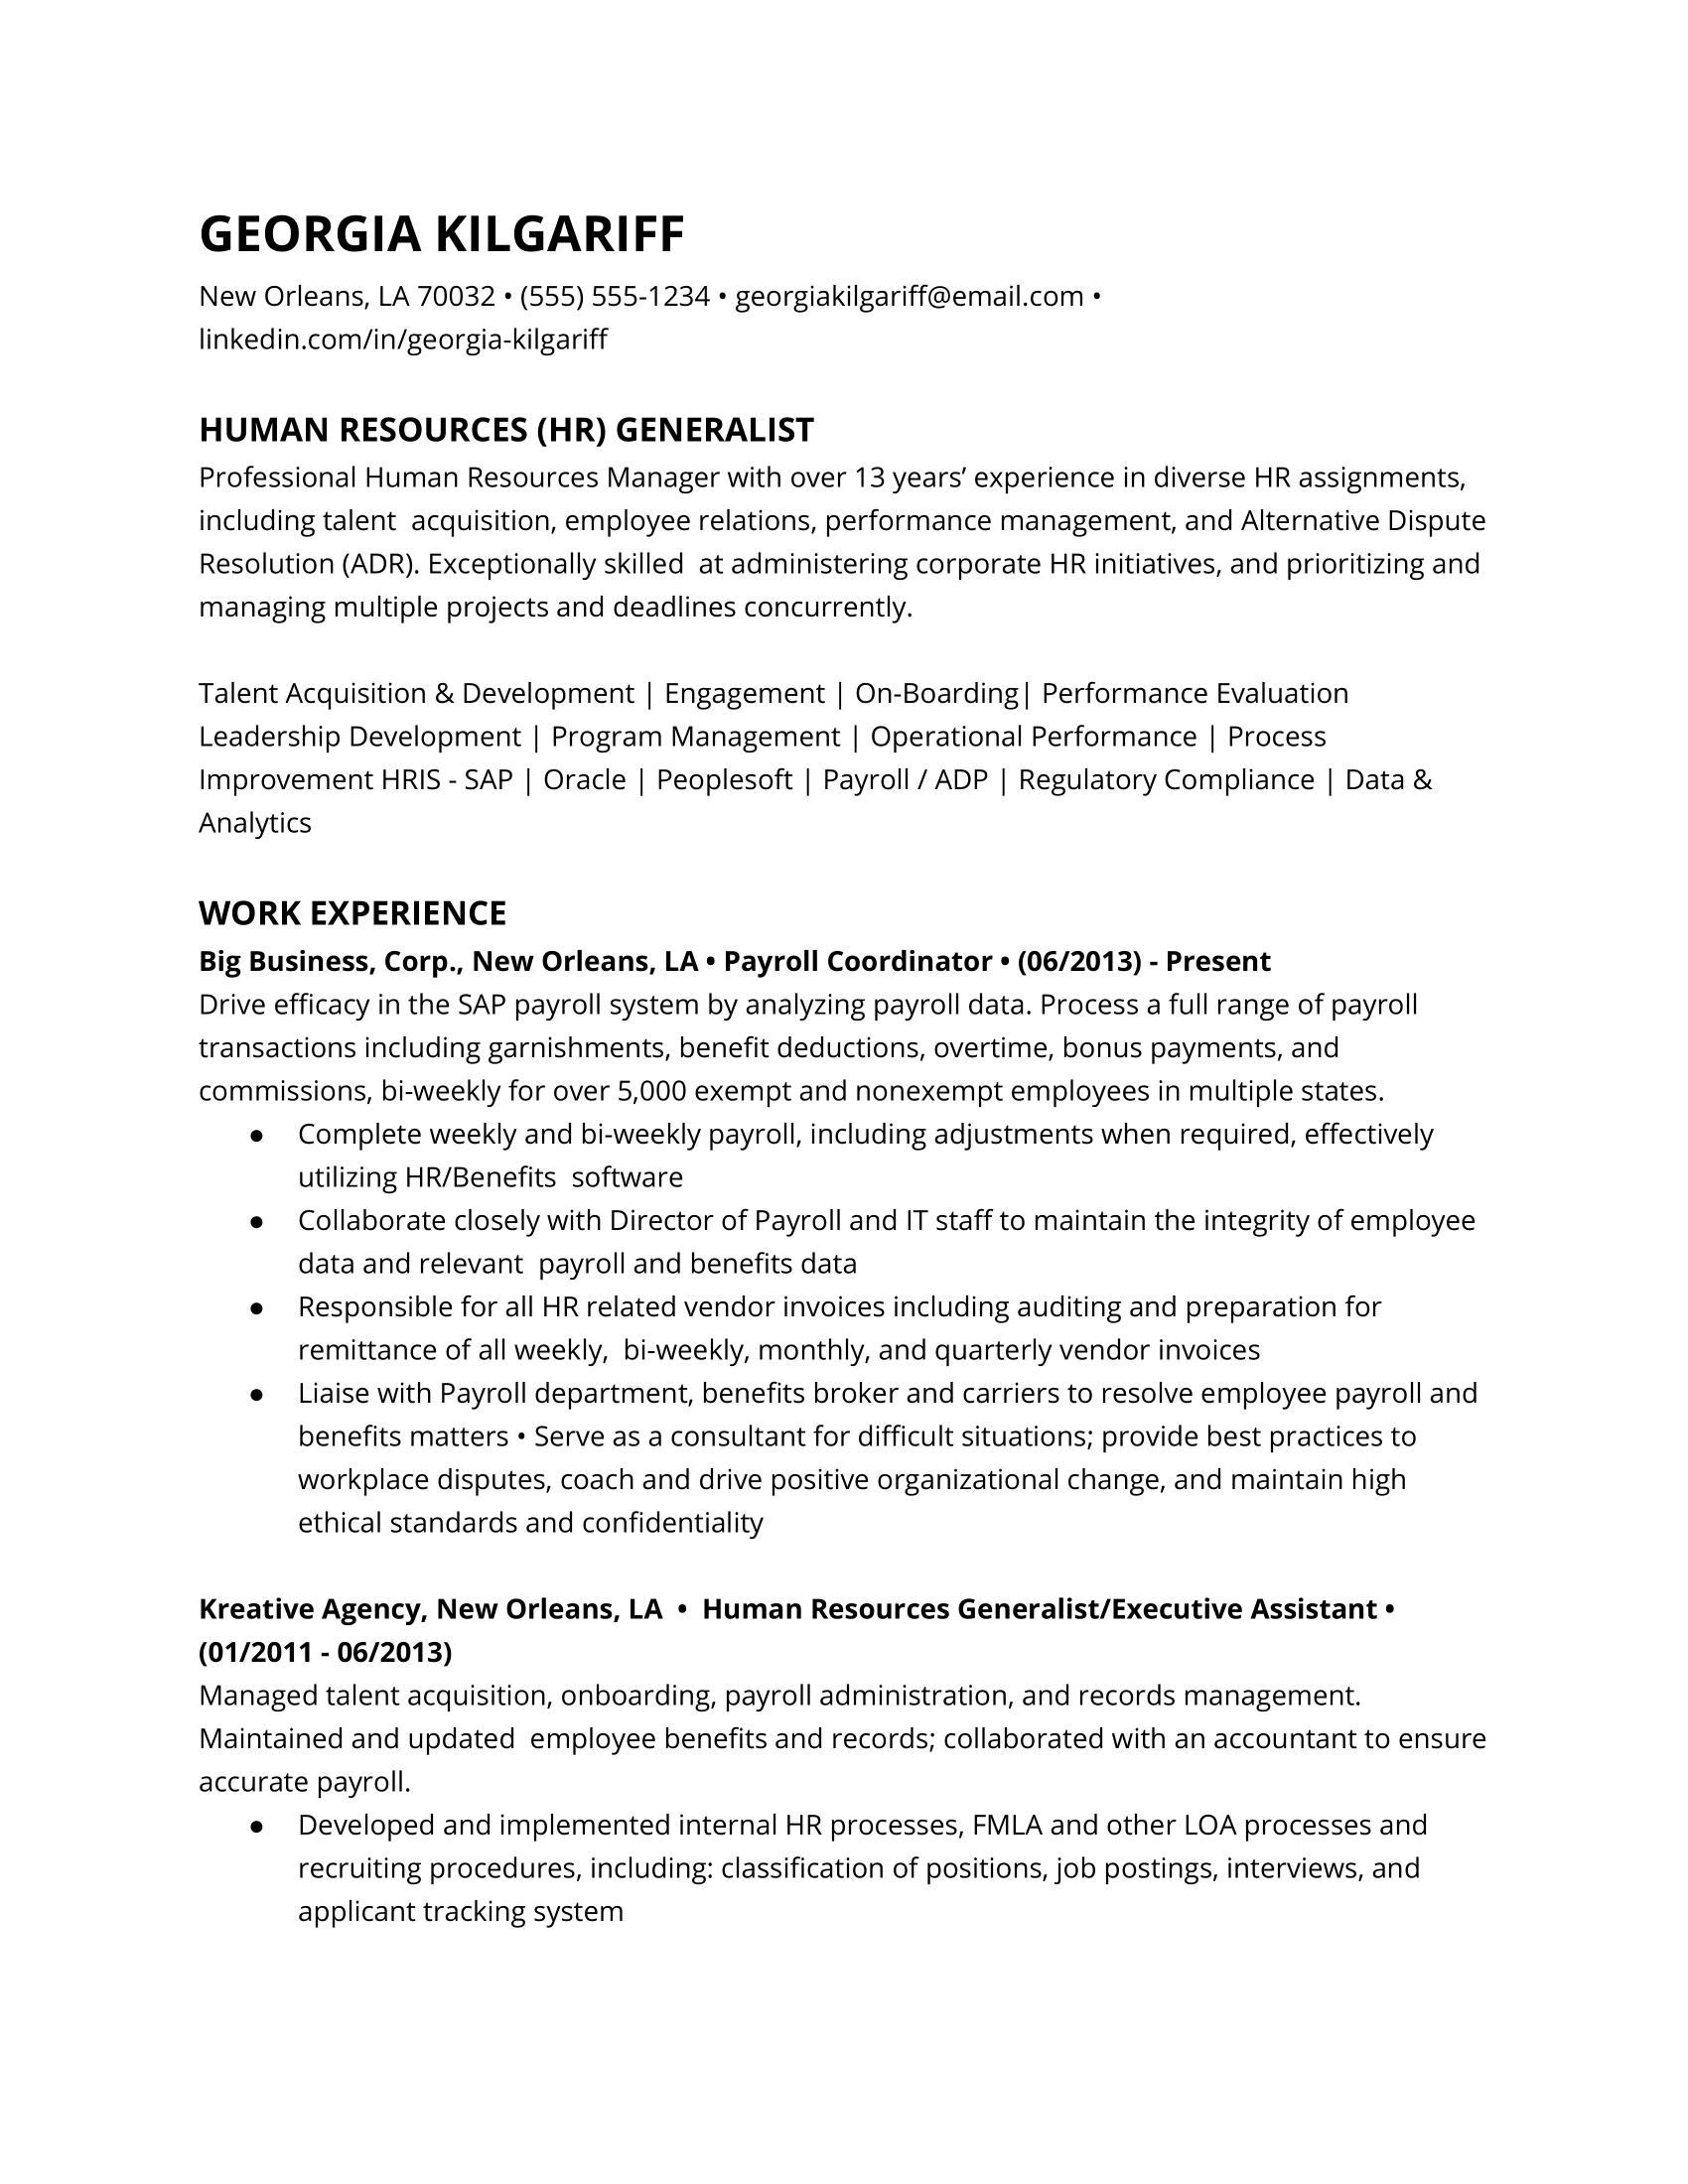 GEORGIA KILGARIFF
New Orleans, LA 70032 • (555) 555-1234 • georgiakilgariff@email.com •
linkedin.com/in/georgia-kilgariff
HUMAN RESOURCES (HR) GENERALIST
Professional Human Resources Manager with over 13 years’ experience in diverse HR assignments,
including talent  acquisition, employee relations, performance management, and Alternative Dispute
Resolution (ADR). Exceptionally skilled  at administering corporate HR initiatives, and prioritizing and
managing multiple projects and deadlines concurrently.
Talent Acquisition & Development | Engagement | On-Boarding| Performance Evaluation
Leadership Development | Program Management | Operational Performance | Process
Improvement HRIS - SAP | Oracle | Peoplesoft | Payroll / ADP | Regulatory Compliance | Data &
Analytics
WORK EXPERIENCE
Big Business, Corp., New Orleans, LA • Payroll Coordinator • (06/2013) - Present
Drive efficacy in the SAP payroll system by analyzing payroll data. Process a full range of payroll
transactions including garnishments, benefit deductions, overtime, bonus payments, and
commissions, bi-weekly for over 5,000 exempt and nonexempt employees in multiple states.
● Complete weekly and bi-weekly payroll, including adjustments when required, effectively
utilizing HR/Benefits  software
● Collaborate closely with Director of Payroll and IT staff to maintain the integrity of employee
data and relevant  payroll and benefits data
● Responsible for all HR related vendor invoices including auditing and preparation for
remittance of all weekly,  bi-weekly, monthly, and quarterly vendor invoices
● Liaise with Payroll department, benefits broker and carriers to resolve employee payroll and
benefits matters • Serve as a consultant for difficult situations; provide best practices to
workplace disputes, coach and drive positive organizational change, and maintain high
ethical standards and confidentiality
Kreative Agency, New Orleans, LA  •  Human Resources Generalist/Executive Assistant •
(01/2011 - 06/2013)
Managed talent acquisition, onboarding, payroll administration, and records management.
Maintained and updated  employee benefits and records; collaborated with an accountant to ensure
accurate payroll.
● Developed and implemented internal HR processes, FMLA and other LOA processes and
recruiting procedures, including: classification of positions, job postings, interviews, and
applicant tracking system